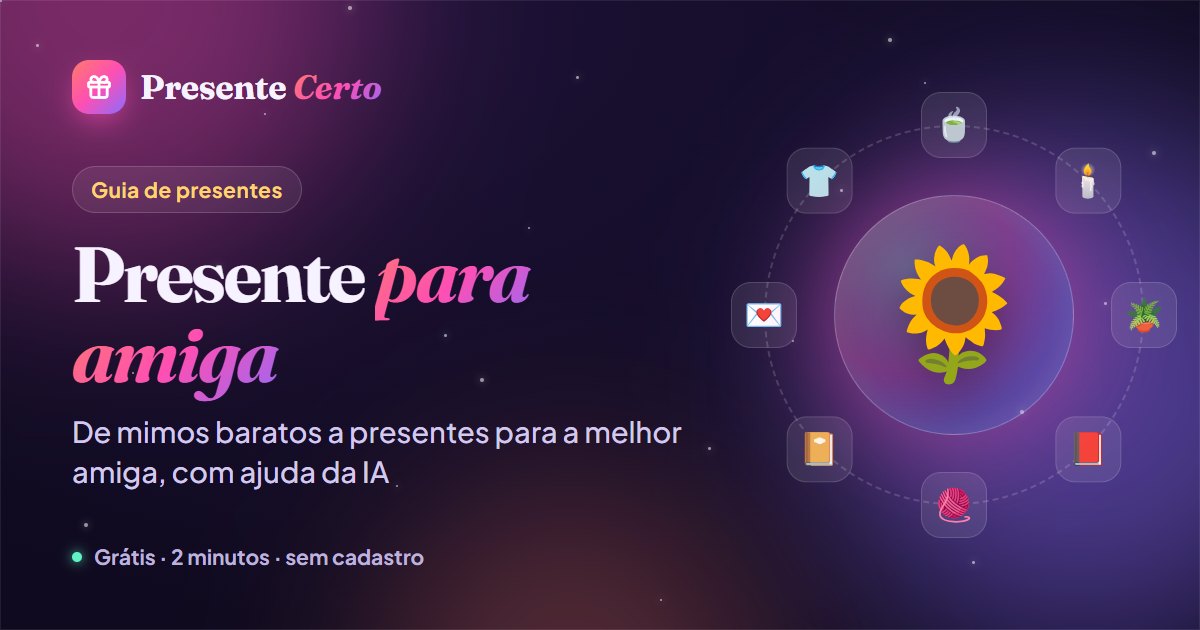 Presente Certo
Guia de presentes
Presente para
amiga
De mimos baratos a presentes para a melhor
amiga, com ajuda da IA
Grátis · 2 minutos · sem cadastro